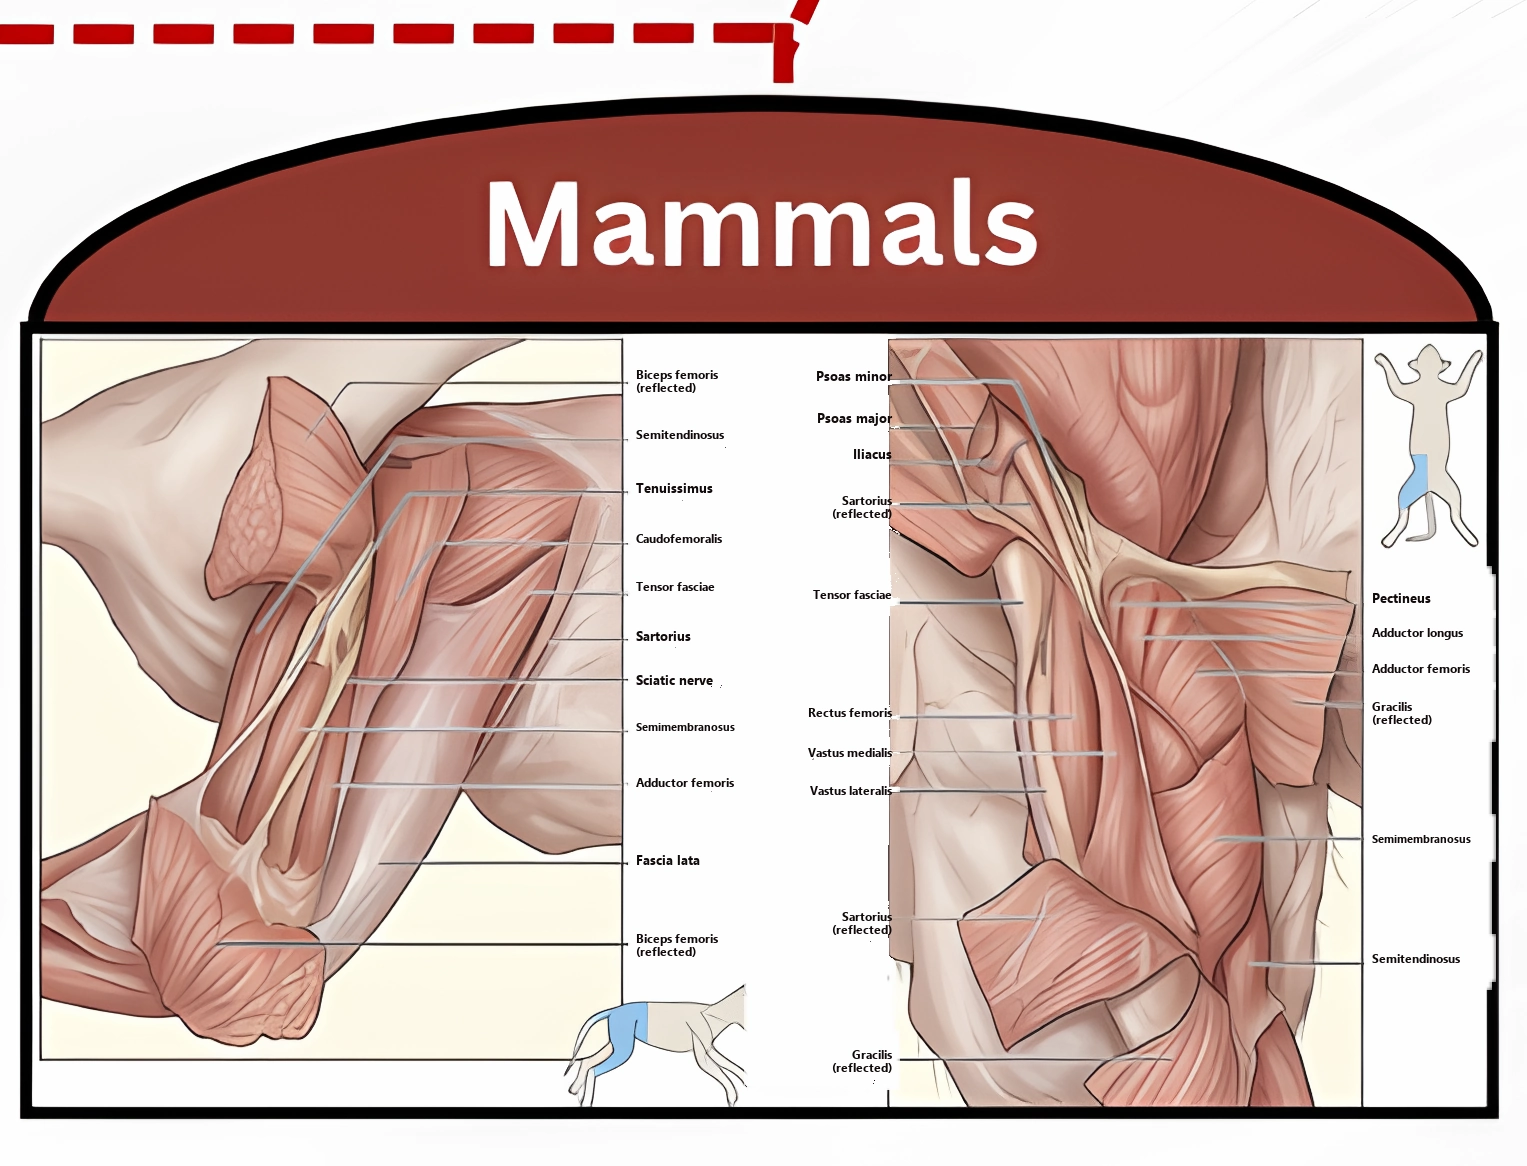 Mammals
Biceps femoris
(reflected)
Semitendinosus
Tenuissimus
Caudofemoralis
Tensor fasciae
Sartorius
Sciatic nerve
Semimembranosus
Adductor femoris
Fascia lata
Biceps femoris
(reflected)
Psoas minor
Psoas major
Iliacus
Sartorius
(reflected)
Tensor fasciae
Rectus femoris
Vastus medialis
Vastus lateralis
Sartorius
(reflected)
Gracilis
(reflected)
Pectineus
Adductor longus
Adductor femoris
Gracilis
(reflected)
Semimembranosus
Semitendinosus